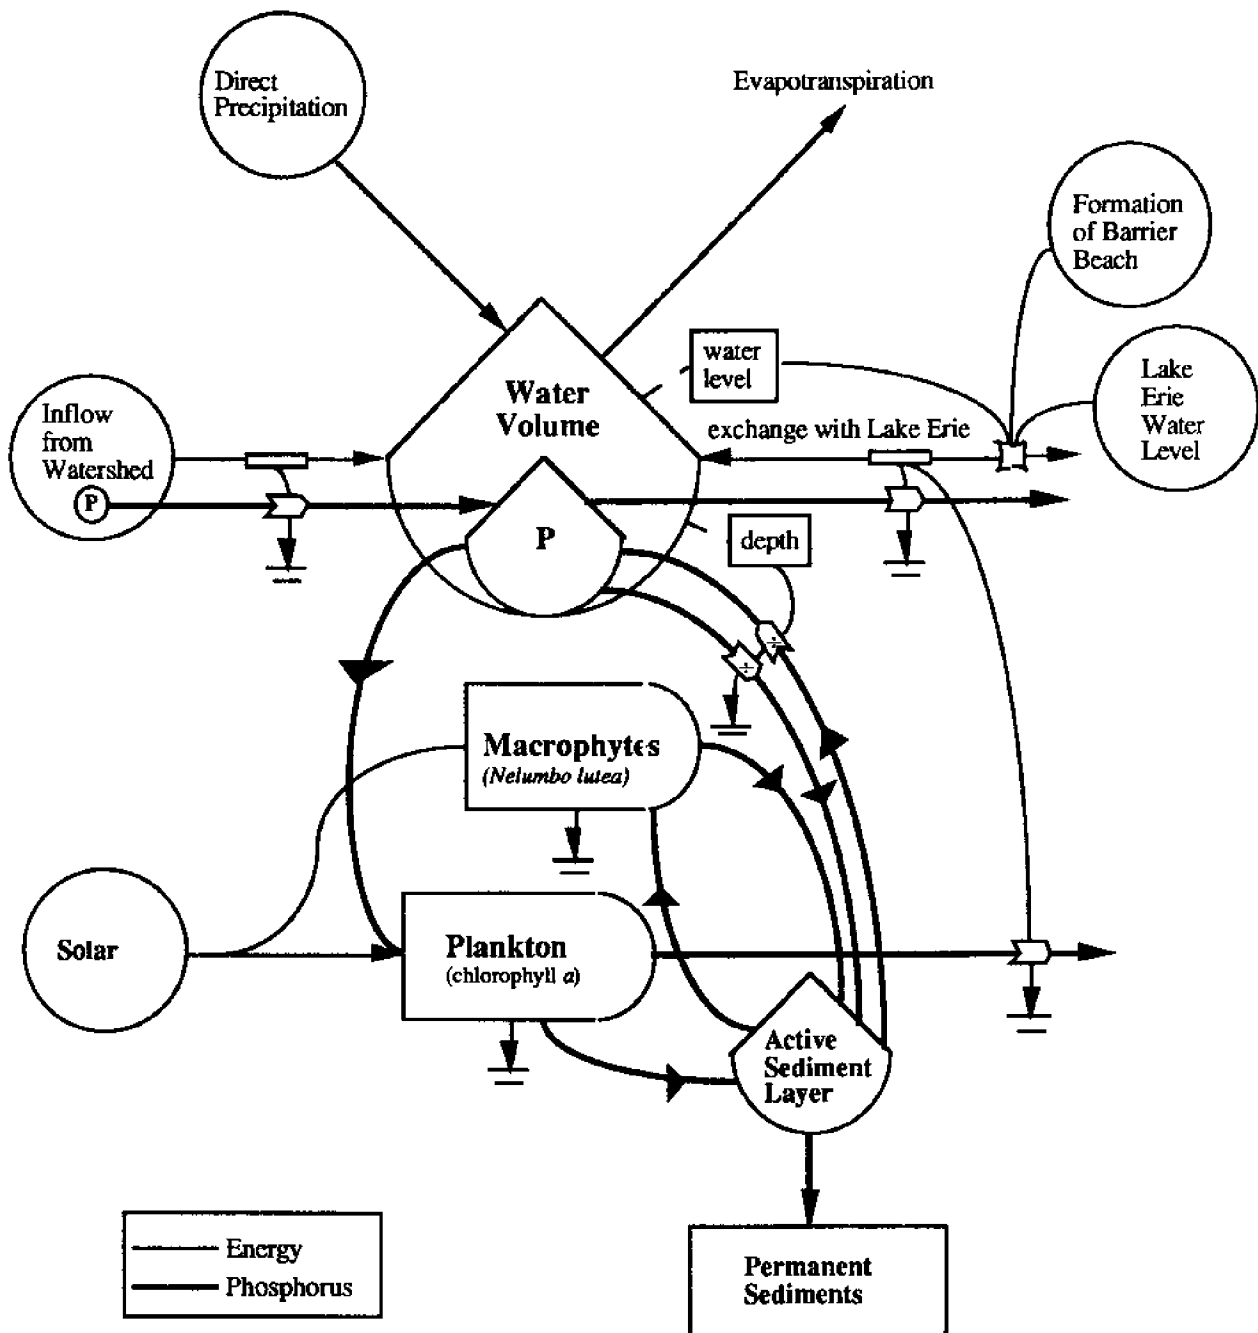 Direct
Precipitation
Evapotranspiration
Formation
of Barrier
Beach
water
level
Lake
Erie
Water
Level
Water
Volume
Inflow
from
Watershed
P
exchange with Lake Erie
P
depth
÷
÷
Macrophytes
(Nelumbo lutea)
Solar
Plankton
(chlorophyll a)
Active
Sediment
Layer
Energy
Phosphorus
Permanent
Sediments